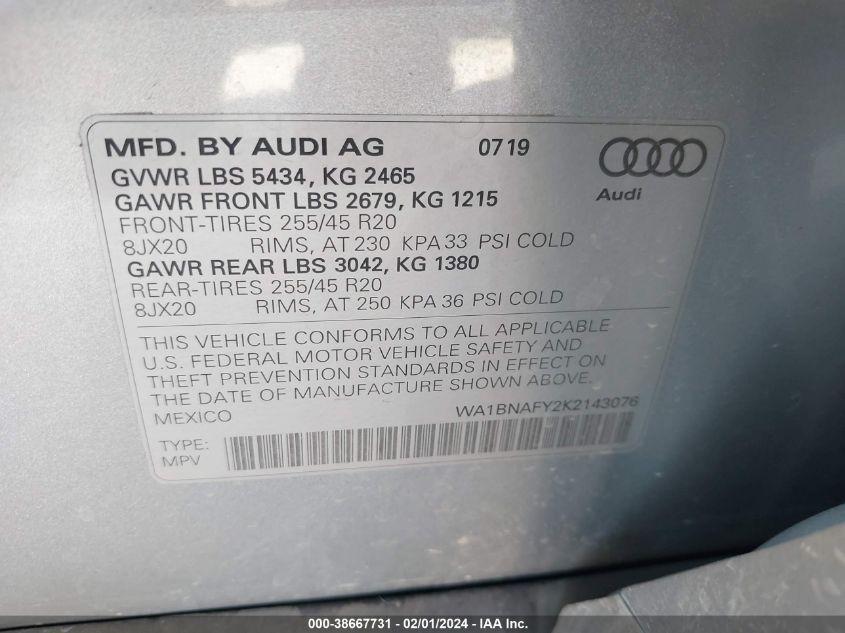 MFD. BY AUDI AG 0719
GVWR LBS 5434, KG 2465
GAWR FRONT LBS 2679, KG 1215
Audi
FRONT-TIRES 255/45 R20
8JX20 RIMS, AT 230 KPA 33 PSI COLD
GAWR REAR LBS 3042, KG 1380
REAR-TIRES 255/45 R20
8JX20 RIMS, AT 250 KPA 36 PSI COLD
THIS VEHICLE CONFORMS TO ALL APPLICABLE
U.S. FEDERAL MOTOR VEHICLE SAFETY AND
THEFT PREVENTION STANDARDS IN EFFECT ON
THE DATE OF MANUFACTURE SHOWN ABOVE.
MEXICO WA1BNAFY2K2143076
TYPE:
MPV
000-38667731 - 02/01/2024 - IAA Inc.